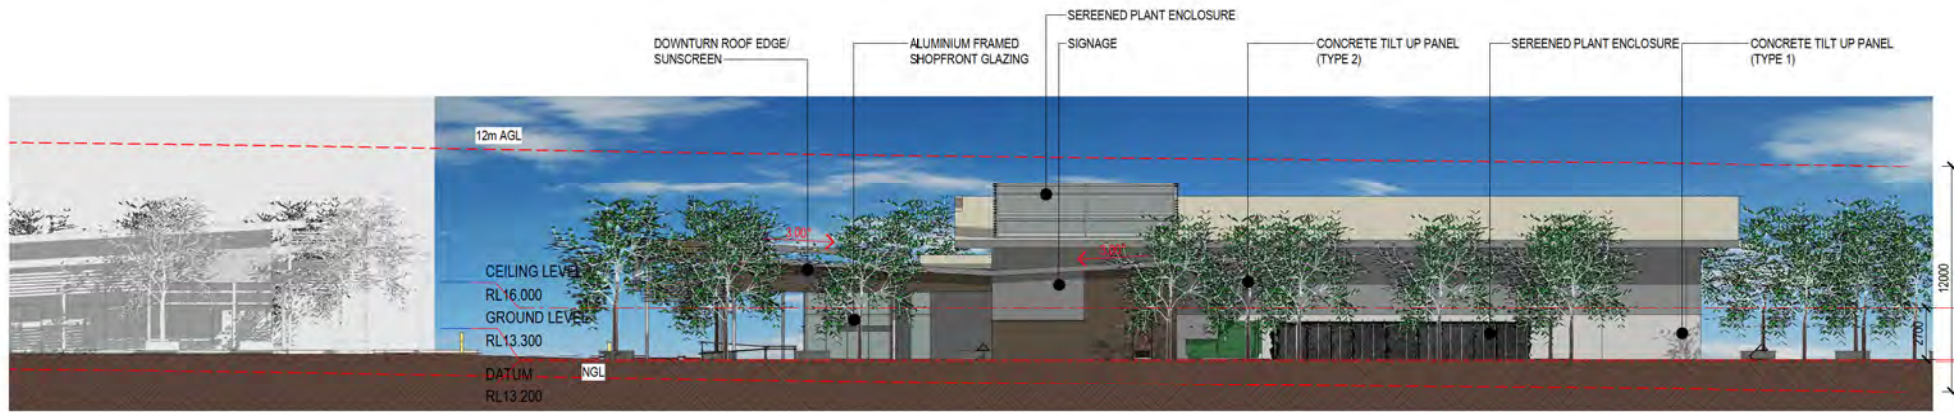 SEREENED PLANT ENCLOSURE
DOWNTURN ROOF EDGE/
SUNSCREEN
ALUMINIUM FRAMED
SHOPFRONT GLAZING
SIGNAGE
CONCRETE TILT UP PANEL
(TYPE 2)
SEREENED PLANT ENCLOSURE
CONCRETE TILT UP PANEL
(TYPE 1)
12m AGL
3.00°
3.00°
CEILING LEVEL
RL16.000
GROUND LEVEL
RL13.300
DATUM
RL13.200
NGL
12000
2700